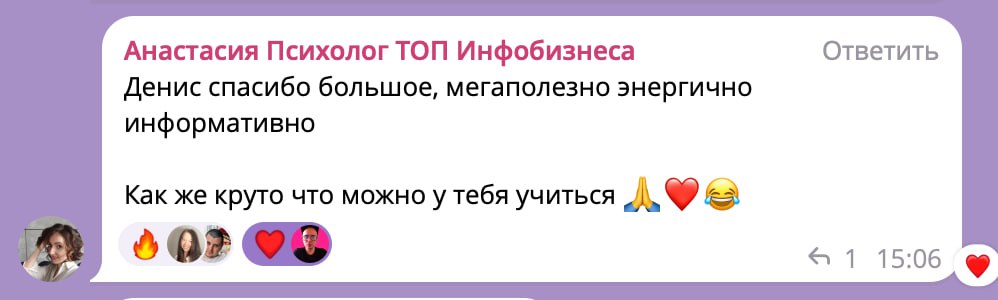 Анастасия Психолог ТОП Инфобизнеса
Ответить
Денис спасибо большое, мегаполезно энергично
информативно
Как же круто что можно у тебя учиться 🙏❤️😂
1 15:06